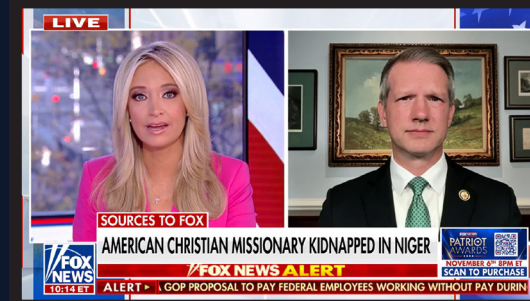 LIVE
SOURCES TO FOX
AMERICAN CHRISTIAN MISSIONARY KIDNAPPED IN NIGER
FOX NEWS ALERT
FOX
NEWS
10:14 ET
ALERT GOP PROPOSAL TO PAY FEDERAL EMPLOYEES WORKING WITHOUT PAY DURIN
PATRIOT
AWARDS
NOVEMBER 6th 8PM ET
SCAN TO PURCHASE